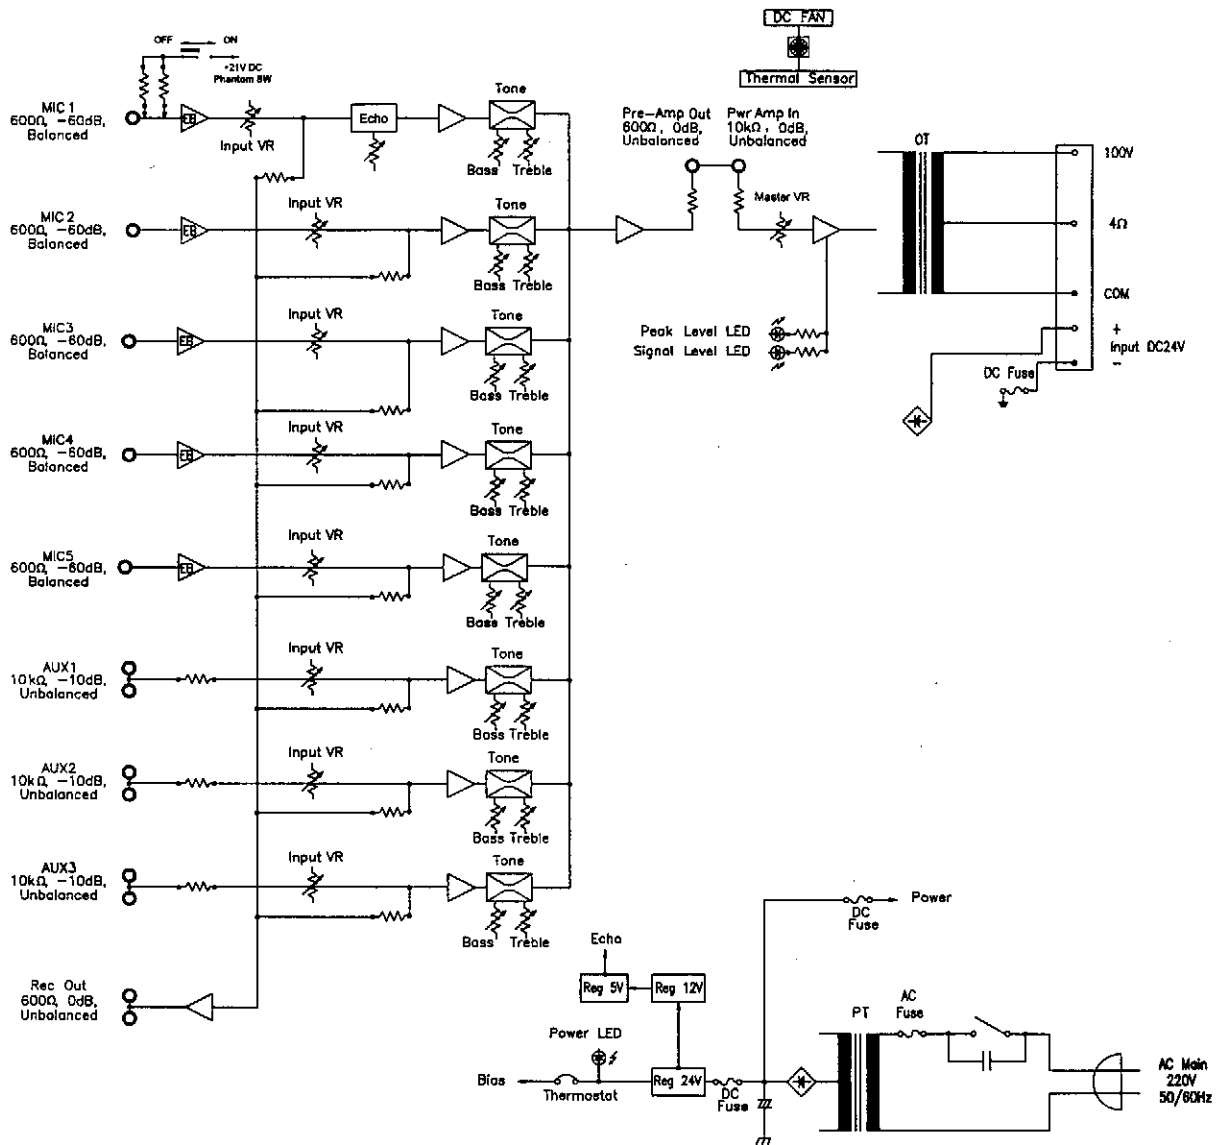 DC FAN
Thermal Sensor
OFF ON
+21V DC
Phantom SW
MIC 1
600Ω, -60dB,
Balanced
EB
Input VR
Echo
Tone
Bass Treble
Pre-Amp Out
600Ω, 0dB,
Unbalanced
Pwr Amp In
10kΩ, 0dB,
Unbalanced
Master VR
OT
100V
4Ω
COM
+
Input DC24V
-
DC Fuse
Peak Level LED
Signal Level LED
MIC 2
600Ω, -60dB,
Balanced
EB
Input VR
Tone
Bass Treble
MIC3
600Ω, -60dB,
Balanced
EB
Input VR
Tone
Bass Treble
MIC4
600Ω, -60dB,
Balanced
EB
Input VR
Tone
Bass Treble
MIC5
600Ω, -60dB,
Balanced
EB
Input VR
Tone
Bass Treble
AUX1
10kΩ, -10dB,
Unbalanced
Input VR
Tone
Bass Treble
AUX2
10kΩ, -10dB,
Unbalanced
Input VR
Tone
Bass Treble
AUX3
10kΩ, -10dB,
Unbalanced
Input VR
Tone
Bass Treble
Rec Out
600Ω, 0dB,
Unbalanced
Power
DC
Fuse
Echo
Reg 5V
Reg 12V
Power LED
Bias
Thermostat
Reg 24V
DC
Fuse
PT
AC
Fuse
AC Main
220V
50/60Hz